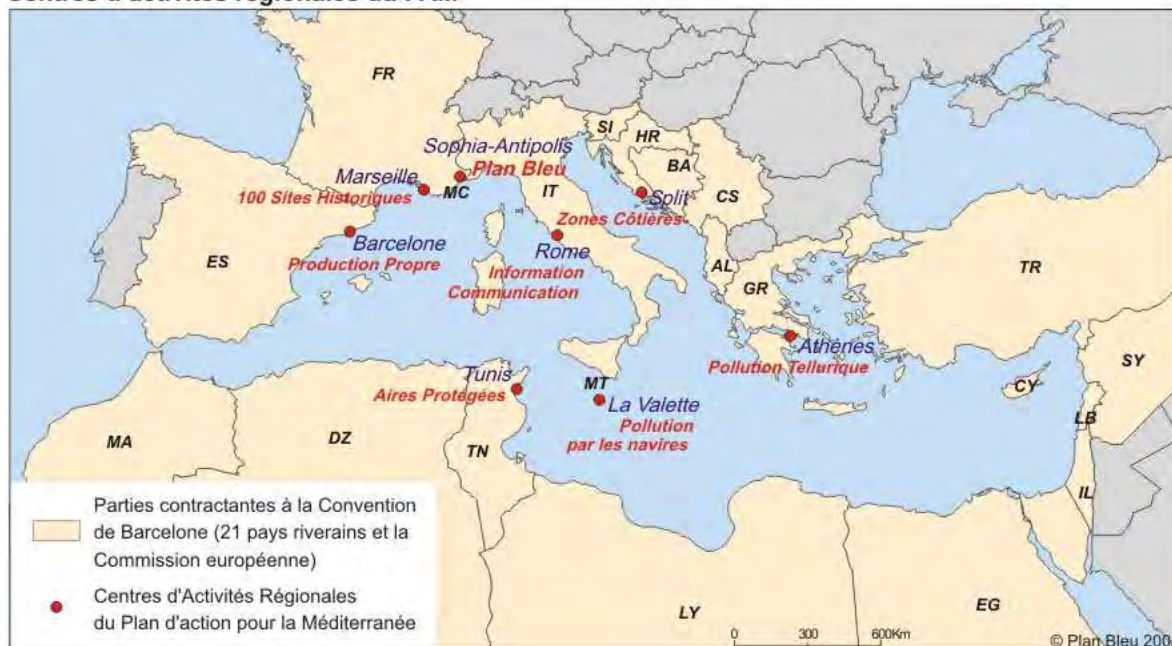 FR
SI
HR
Sophia-Antipolis
BA
Marseille
Plan Bleu
MC
IT
Split
100 Sites Historiques
CS
Zones Côtières
Barcelone
Rome
ES
Production Propre
Information
AL
TR
Communication
GR
Athènes
SY
Tunis
Pollution Tellurique
MT
CY
Aires Protégées
La Valette
LB
Pollution
MA
DZ
par les navires
TN
IL
Parties contractantes à la Convention
de Barcelone (21 pays riverains et la
Commission européenne)
Centres d'Activités Régionales
du Plan d'action pour la Méditerranée
LY
EG
0 300 600Km
© Plan Bleu